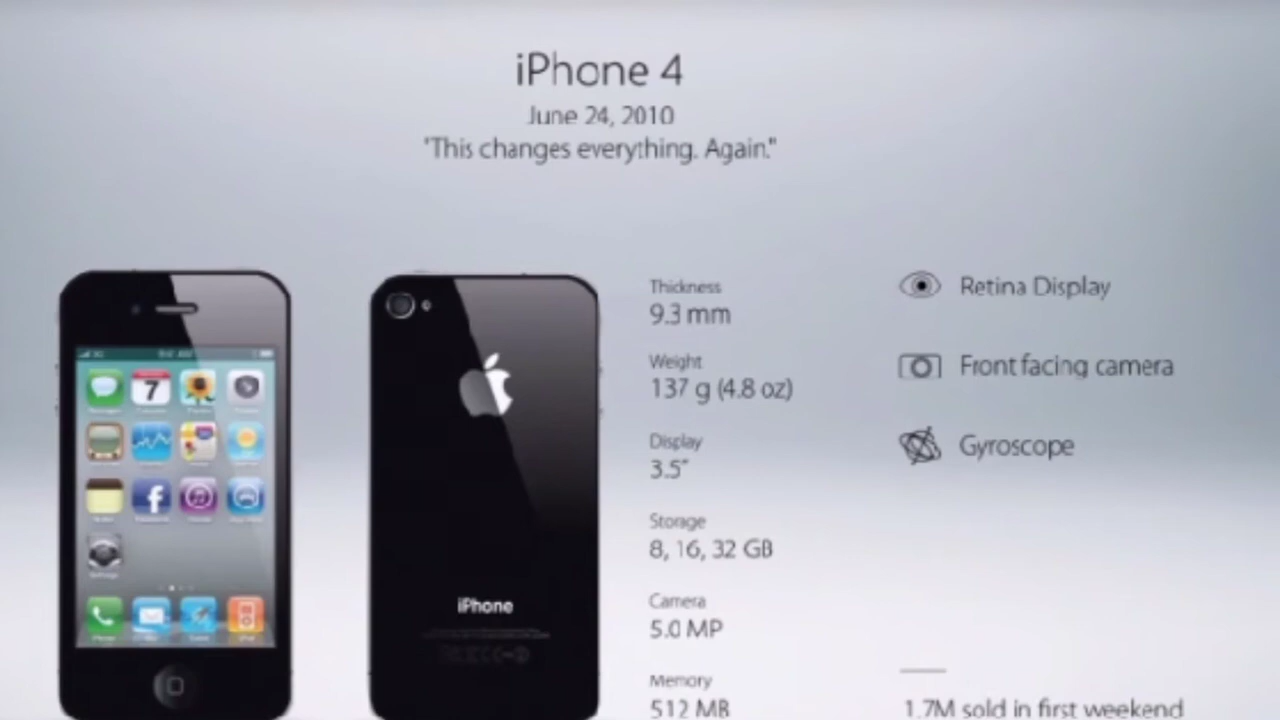 iPhone 4
June 24, 2010
"This changes everything. Again."
Thickness
9.3 mm
Weight
137 g (4.8 oz)
Display
3.5"
Storage
8, 16, 32 GB
Camera
5.0 MP
Memory
512 MB
Retina Display
Front facing camera
Gyroscope
1.7M sold in first weekend
7
iPhone